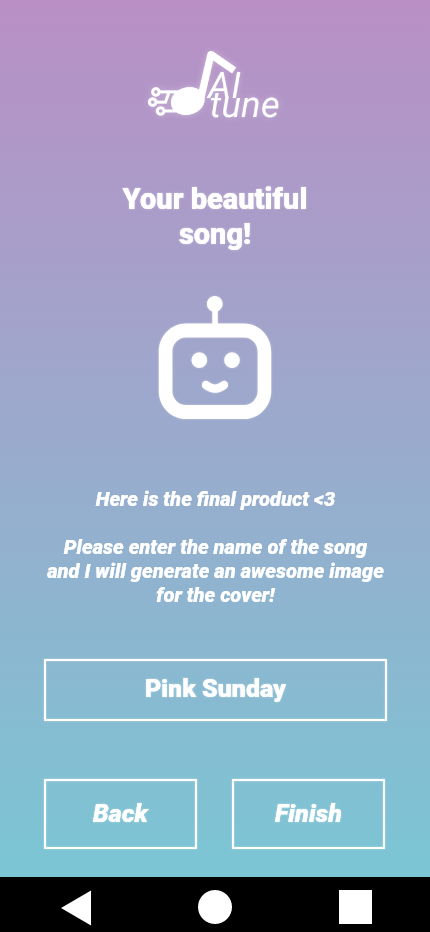 AI
tune
Your beautiful
song!
Here is the final product <3
Please enter the name of the song
and I will generate an awesome image
for the cover!
Pink Sunday
Back Finish